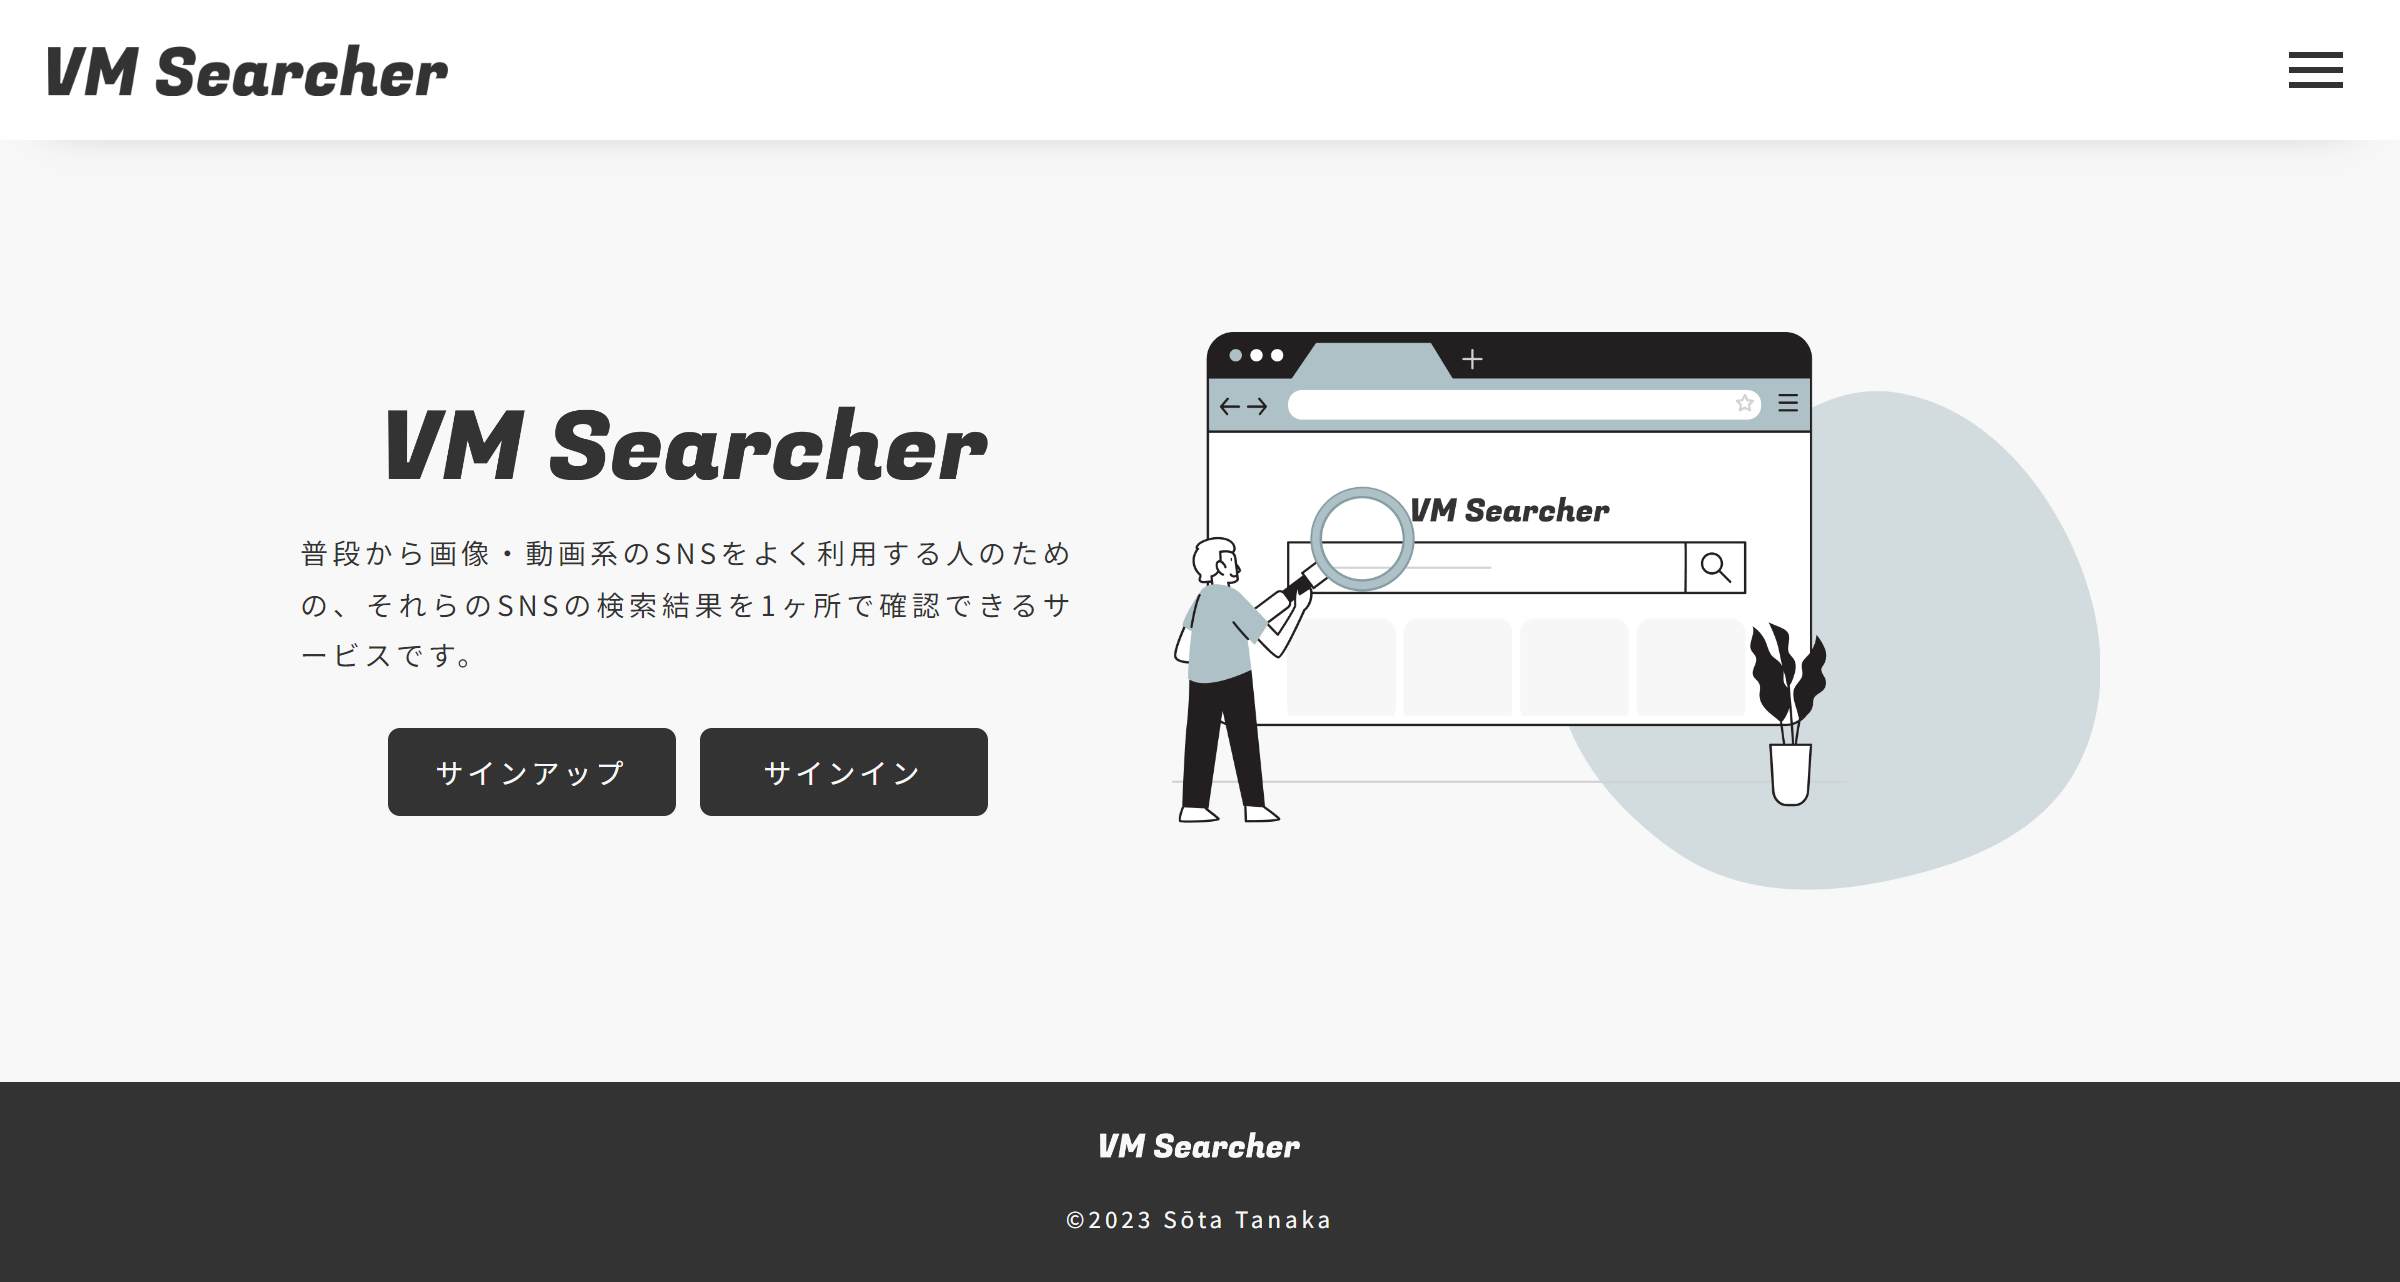 VM Searcher
VM Searcher
普段から画像・動画系のSNSをよく利用する人のため
の、それらのSNSの検索結果を1ヶ所で確認できるサ
ービスです。
サインアップ サインイン
VM Searcher
VM Searcher
©2023 Sōta Tanaka